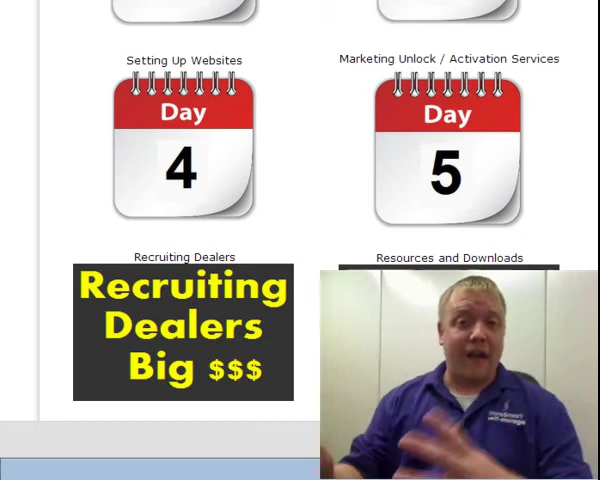 Setting Up Websites
Marketing Unlock / Activation Services
Day
4
Day
5
Recruiting Dealers
Resources and Downloads
Recruiting
Dealers
Big $$$